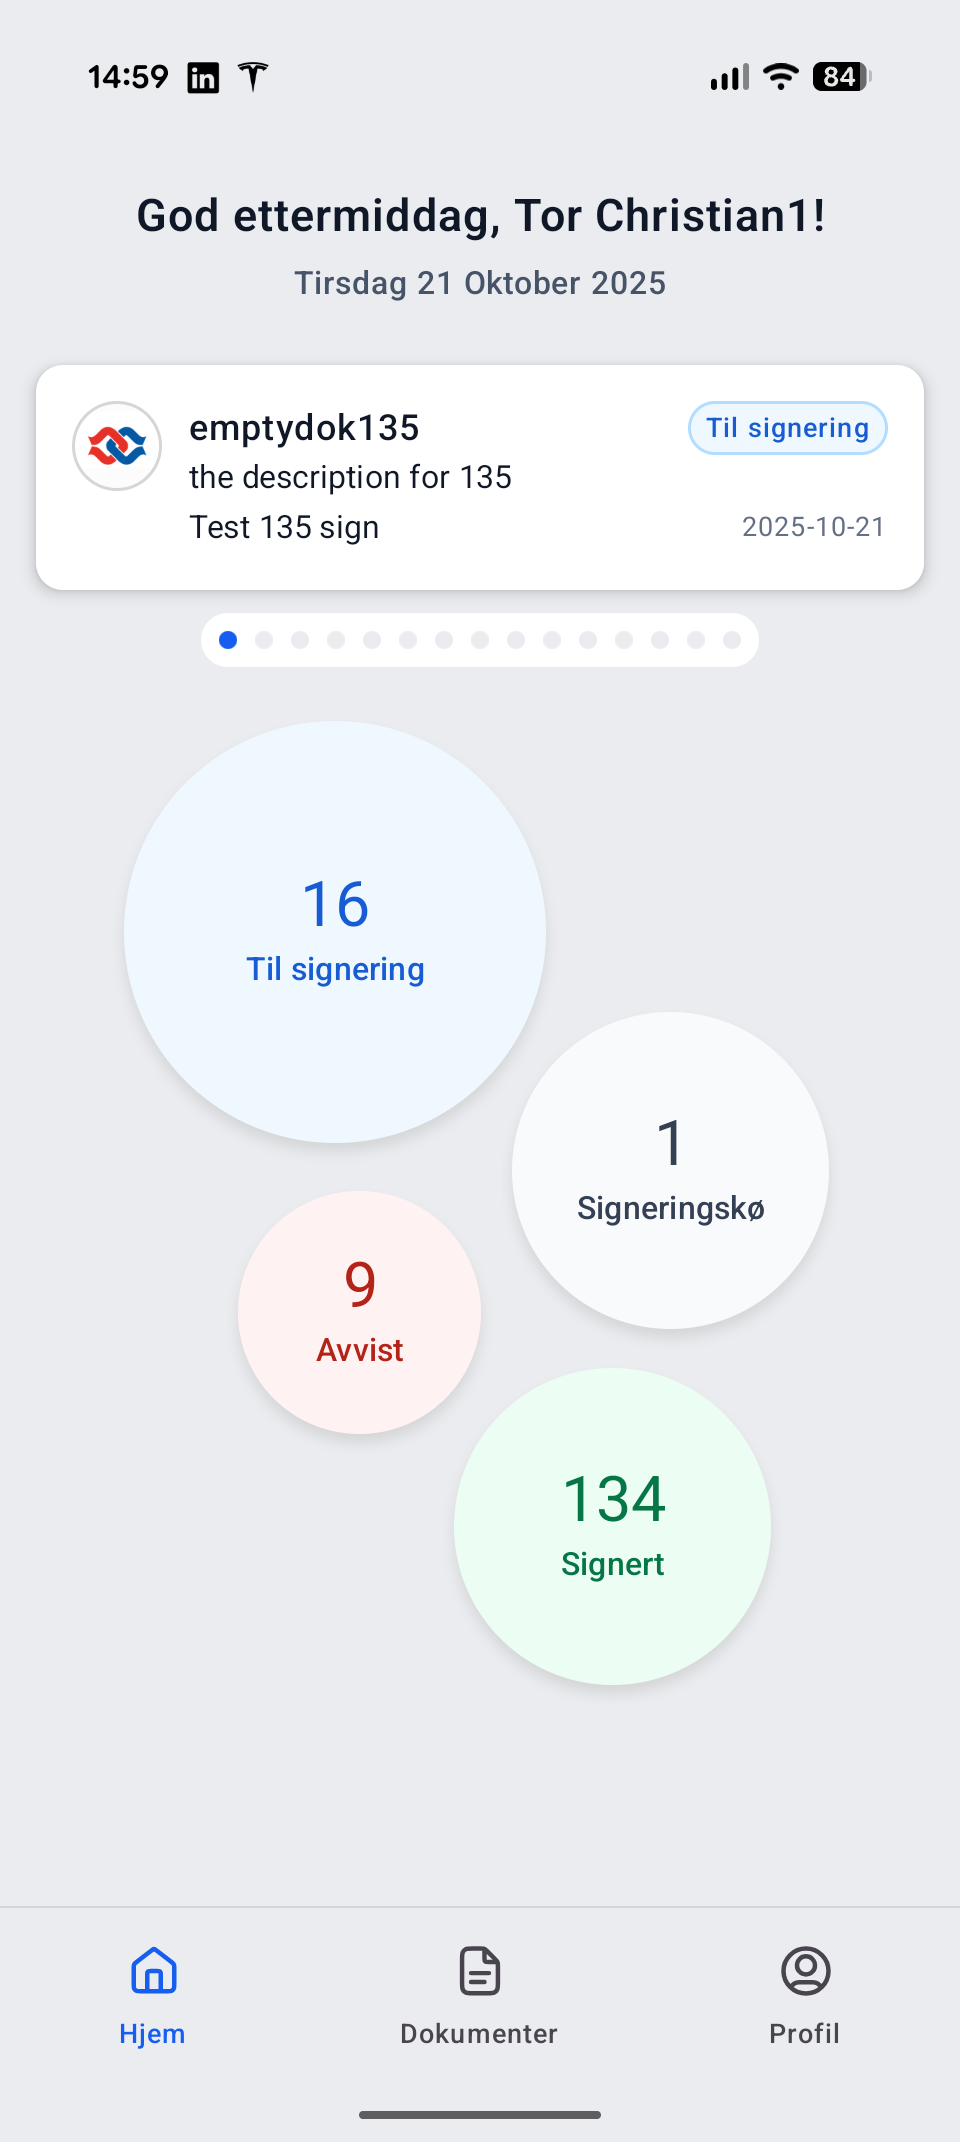 14:59
84
God ettermiddag, Tor Christian1!
Tirsdag 21 Oktober 2025
emptydok135
Til signering
the description for 135
Test 135 sign
2025-10-21
16
Til signering
1
Signeringskø
9
Avvist
134
Signert
Hjem
Dokumenter
Profil